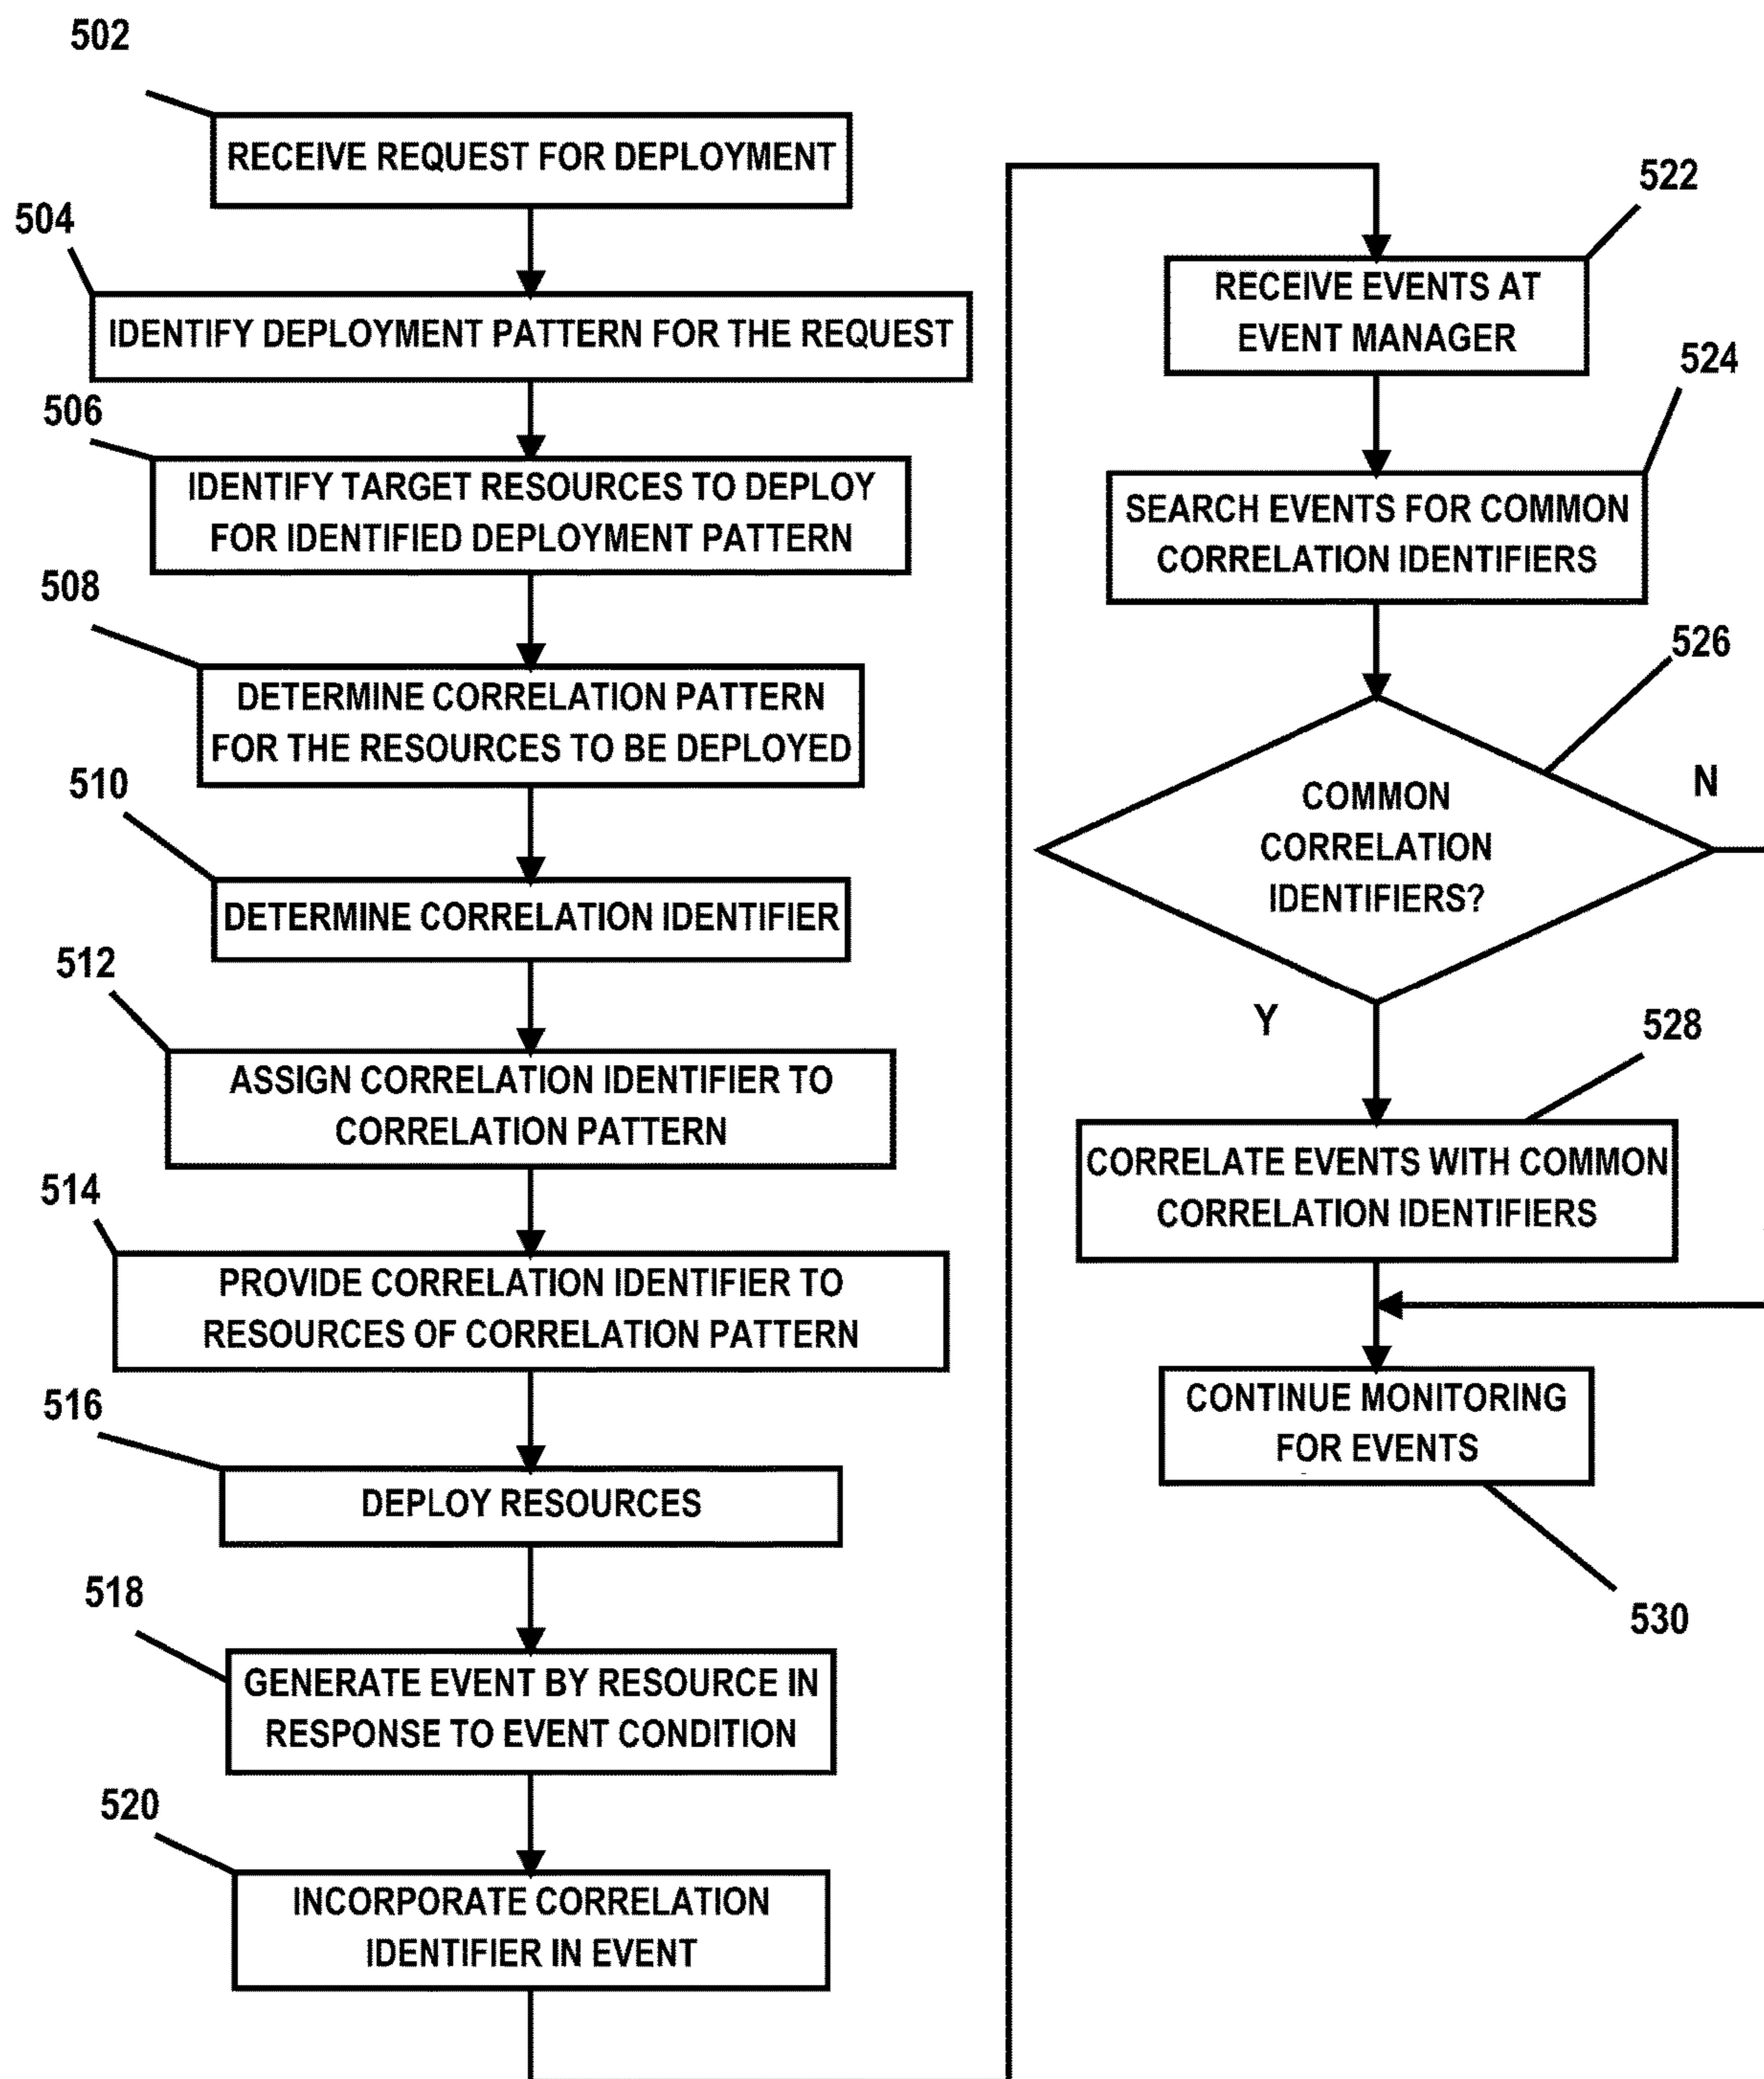 502
RECEIVE REQUEST FOR DEPLOYMENT
504
IDENTIFY DEPLOYMENT PATTERN FOR THE REQUEST
506
IDENTIFY TARGET RESOURCES TO DEPLOY
FOR IDENTIFIED DEPLOYMENT PATTERN
508
DETERMINE CORRELATION PATTERN
FOR THE RESOURCES TO BE DEPLOYED
510
DETERMINE CORRELATION IDENTIFIER
512
ASSIGN CORRELATION IDENTIFIER TO
CORRELATION PATTERN
514
PROVIDE CORRELATION IDENTIFIER TO
RESOURCES OF CORRELATION PATTERN
516
DEPLOY RESOURCES
518
GENERATE EVENT BY RESOURCE IN
RESPONSE TO EVENT CONDITION
520
INCORPORATE CORRELATION
IDENTIFIER IN EVENT
522
RECEIVE EVENTS AT
EVENT MANAGER
524
SEARCH EVENTS FOR COMMON
CORRELATION IDENTIFIERS
526
COMMON
CORRELATION
IDENTIFIERS?
N
Y
528
CORRELATE EVENTS WITH COMMON
CORRELATION IDENTIFIERS
CONTINUE MONITORING
FOR EVENTS
530